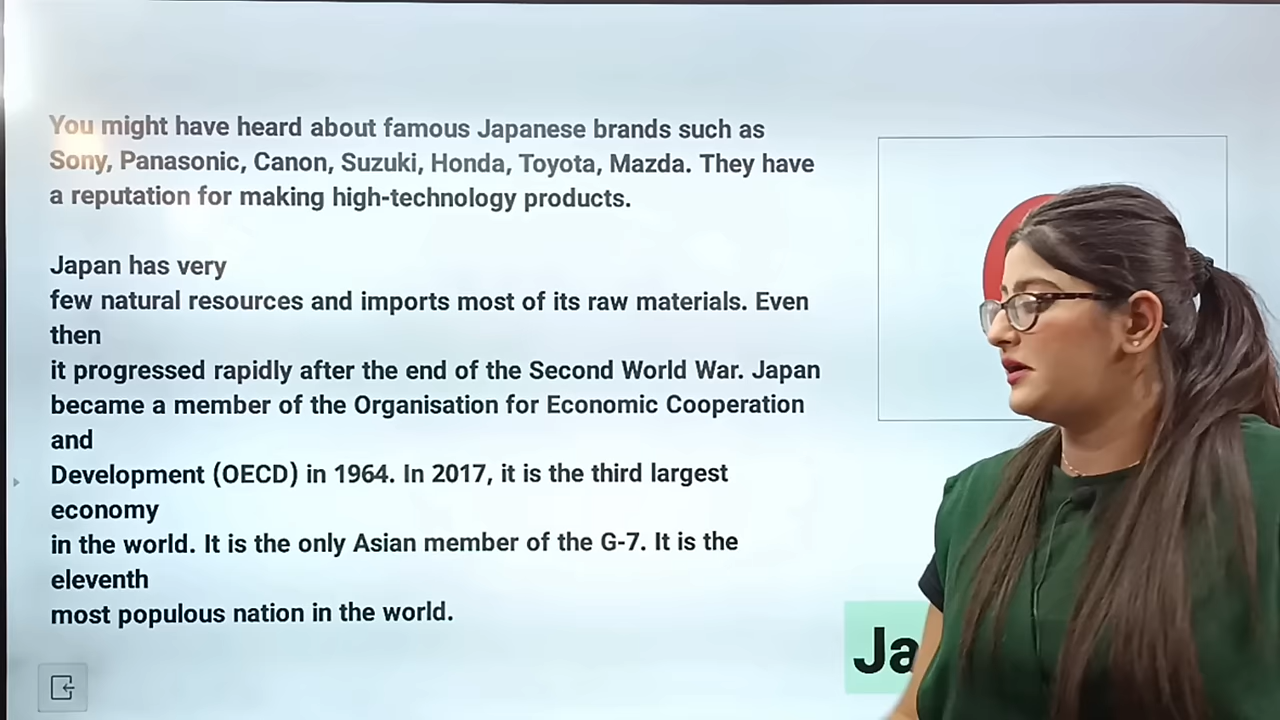 You might have heard about famous Japanese brands such as
Sony, Panasonic, Canon, Suzuki, Honda, Toyota, Mazda. They have
a reputation for making high-technology products.
Japan has very
few natural resources and imports most of its raw materials. Even
then
it progressed rapidly after the end of the Second World War. Japan
became a member of the Organisation for Economic Cooperation
and
Development (OECD) in 1964. In 2017, it is the third largest
economy
in the world. It is the only Asian member of the G-7. It is the
eleventh
most populous nation in the world.